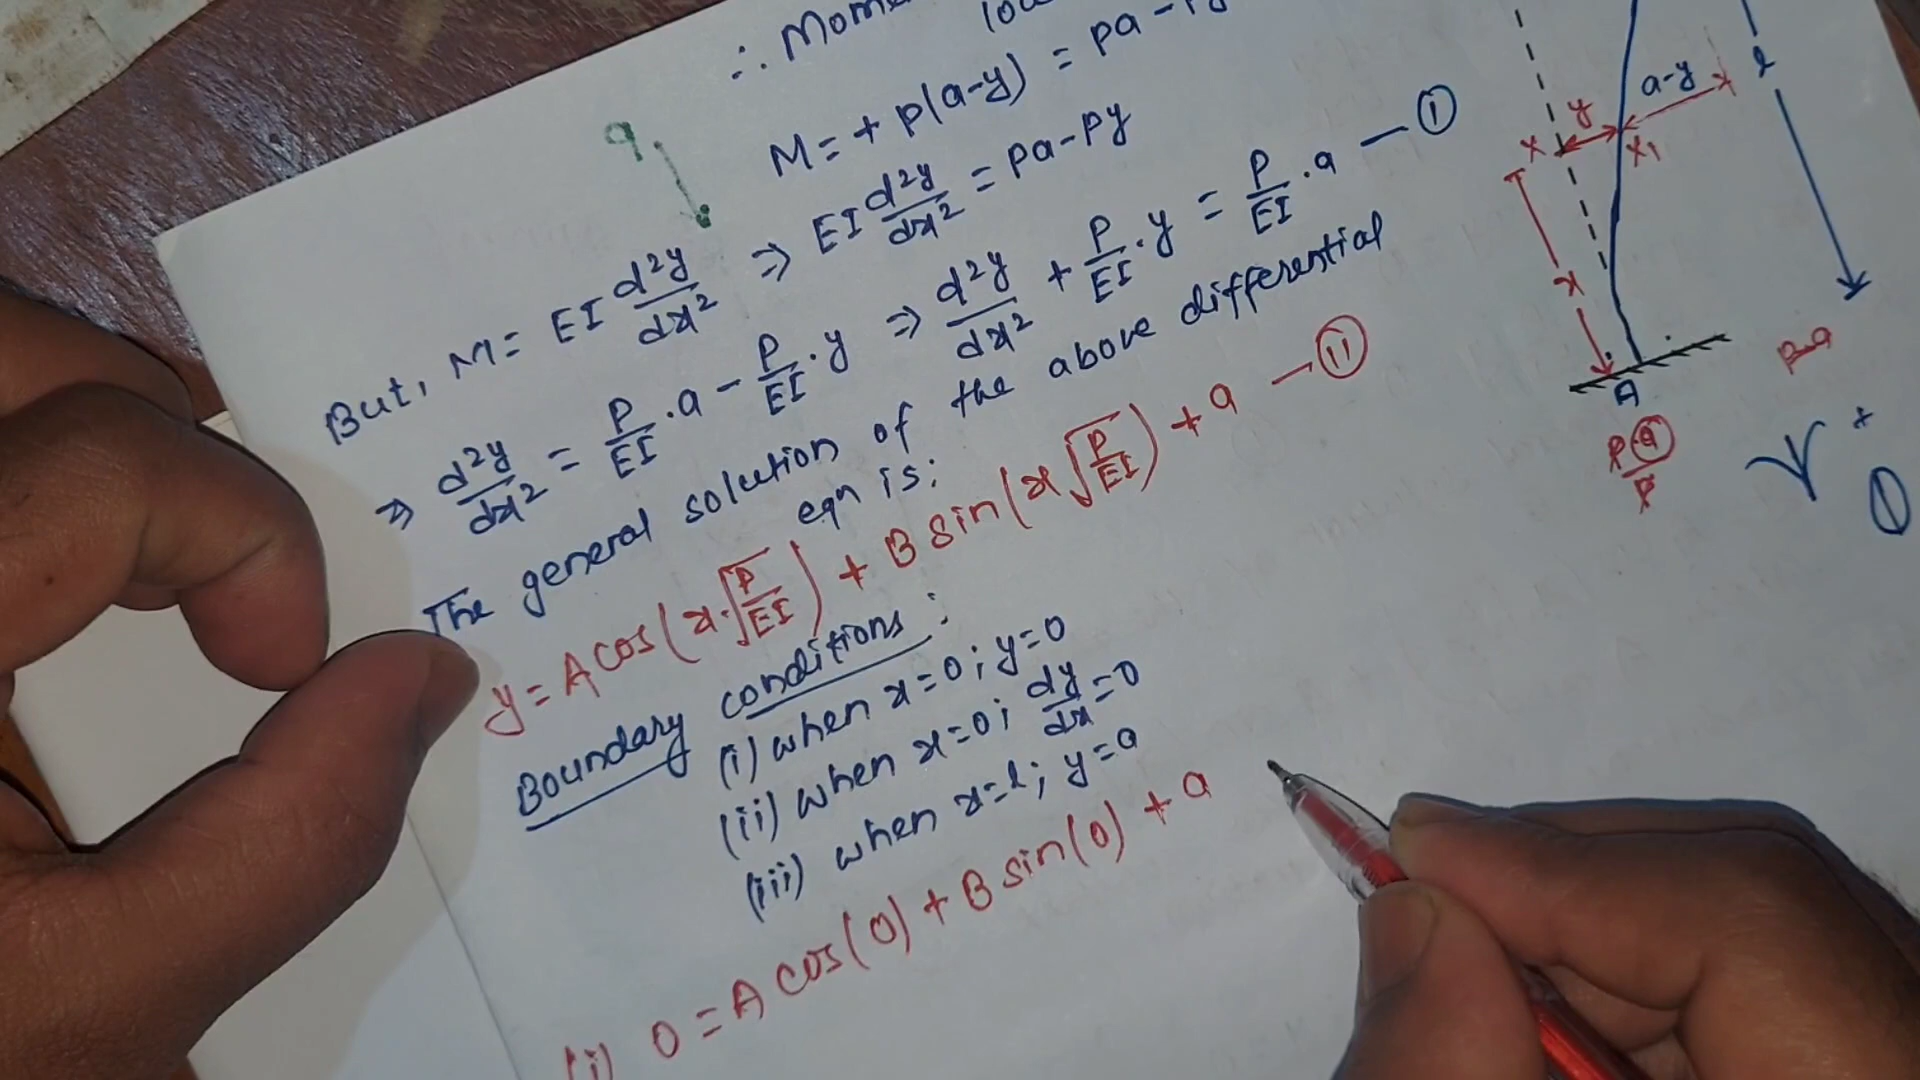 ∴ Mom
M = + P(a-y) = Pa -
But, M = EI d²y/dx² ⇒ EI d²y/dx² = Pa - Py
⇒ d²y/dx² = P/EI . a - P/EI . y ⇒ d²y/dx² + P/EI . y = P/EI . a — ①
The general solution of the above differential
eqn is:
y = A cos(x.√(P/EI)) + B sin(x√(P/EI)) + a — ⑪
Boundary conditions:
(i) when x=0; y=0
(ii) when x=0; dy/dx=0
(iii) when x=l; y=a
(i) 0 = A cos(0) + B sin(0) + a
a
l
a-y
y
x
x1
x
A
+